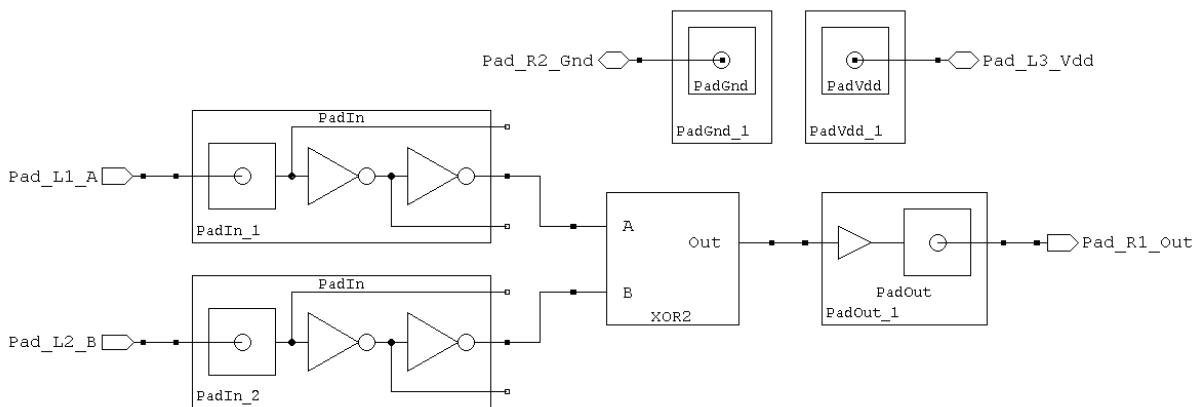 Pad_R2_Gnd
PadGnd
PadGnd_1
PadVdd
PadVdd_1
Pad_L3_Vdd
Pad_L1_A
PadIn
PadIn_1
A
B
Out
XOR2
PadOut
PadOut_1
Pad_R1_Out
Pad_L2_B
PadIn
PadIn_2